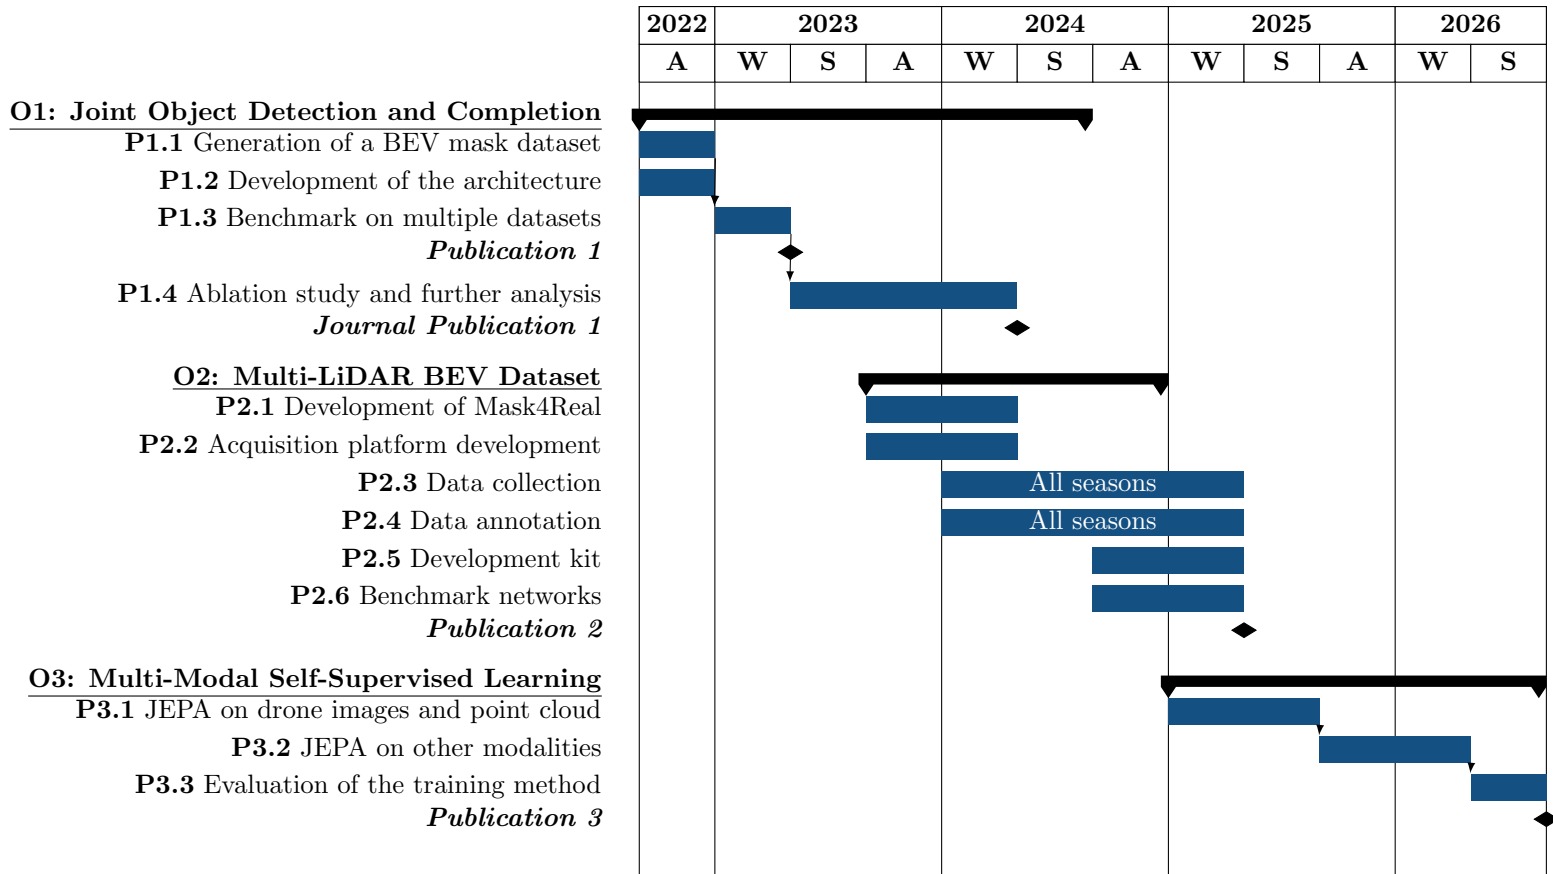 2022 2023 2024 2025 2026
A W S A W S A W S A W S
O1: Joint Object Detection and Completion
P1.1 Generation of a BEV mask dataset
P1.2 Development of the architecture
P1.3 Benchmark on multiple datasets
Publication 1
P1.4 Ablation study and further analysis
Journal Publication 1
O2: Multi-LiDAR BEV Dataset
P2.1 Development of Mask4Real
P2.2 Acquisition platform development
P2.3 Data collection All seasons
P2.4 Data annotation All seasons
P2.5 Development kit
P2.6 Benchmark networks
Publication 2
O3: Multi-Modal Self-Supervised Learning
P3.1 JEPA on drone images and point cloud
P3.2 JEPA on other modalities
P3.3 Evaluation of the training method
Publication 3